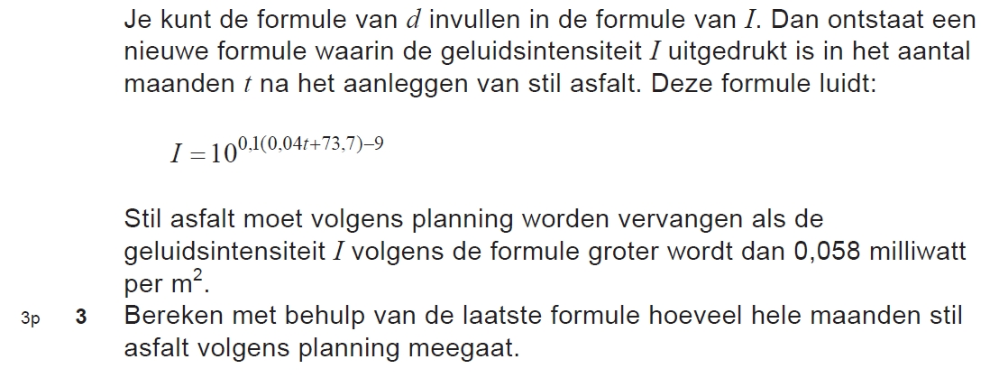 Je kunt de formule van d invullen in de formule van I. Dan ontstaat een
nieuwe formule waarin de geluidsintensiteit I uitgedrukt is in het aantal
maanden t na het aanleggen van stil asfalt. Deze formule luidt:
I = 10^{0,1(0,04t+73,7)−9}
Stil asfalt moet volgens planning worden vervangen als de
geluidsintensiteit I volgens de formule groter wordt dan 0,058 milliwatt
per m².
3p 3 Bereken met behulp van de laatste formule hoeveel hele maanden stil
asfalt volgens planning meegaat.